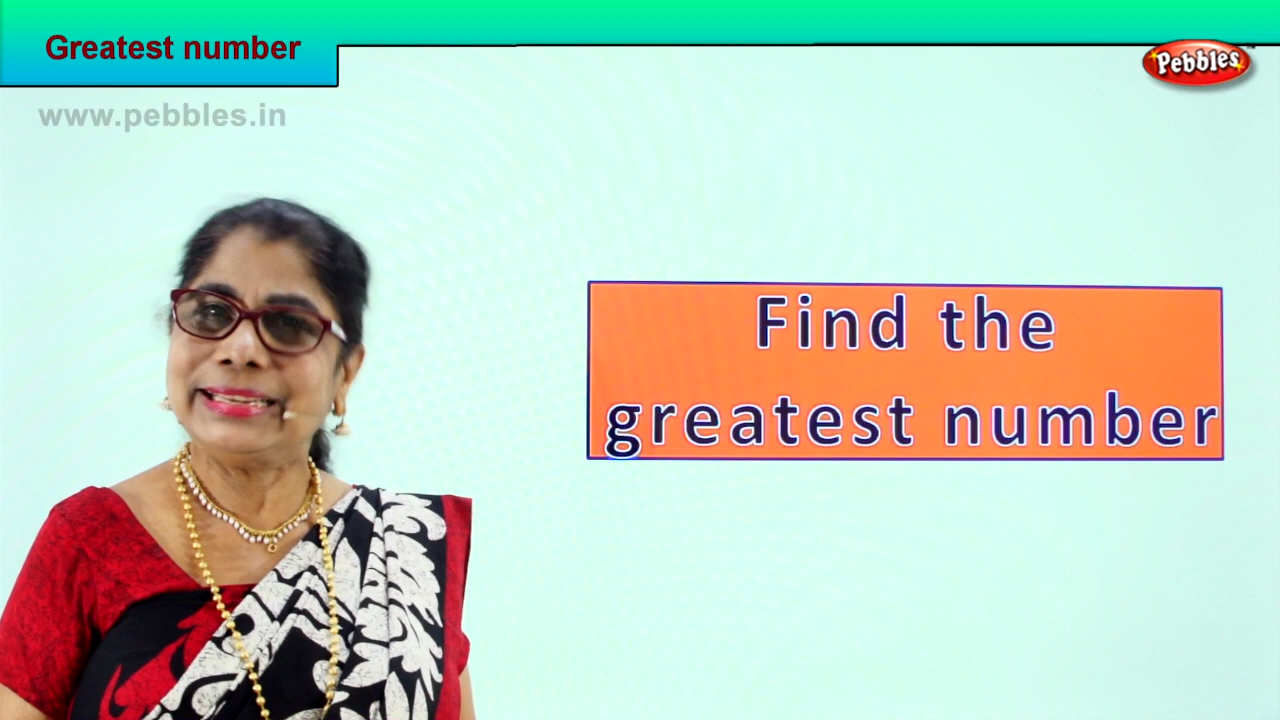 Greatest number
Pebbles
www.pebbles.in
Find the
greatest number